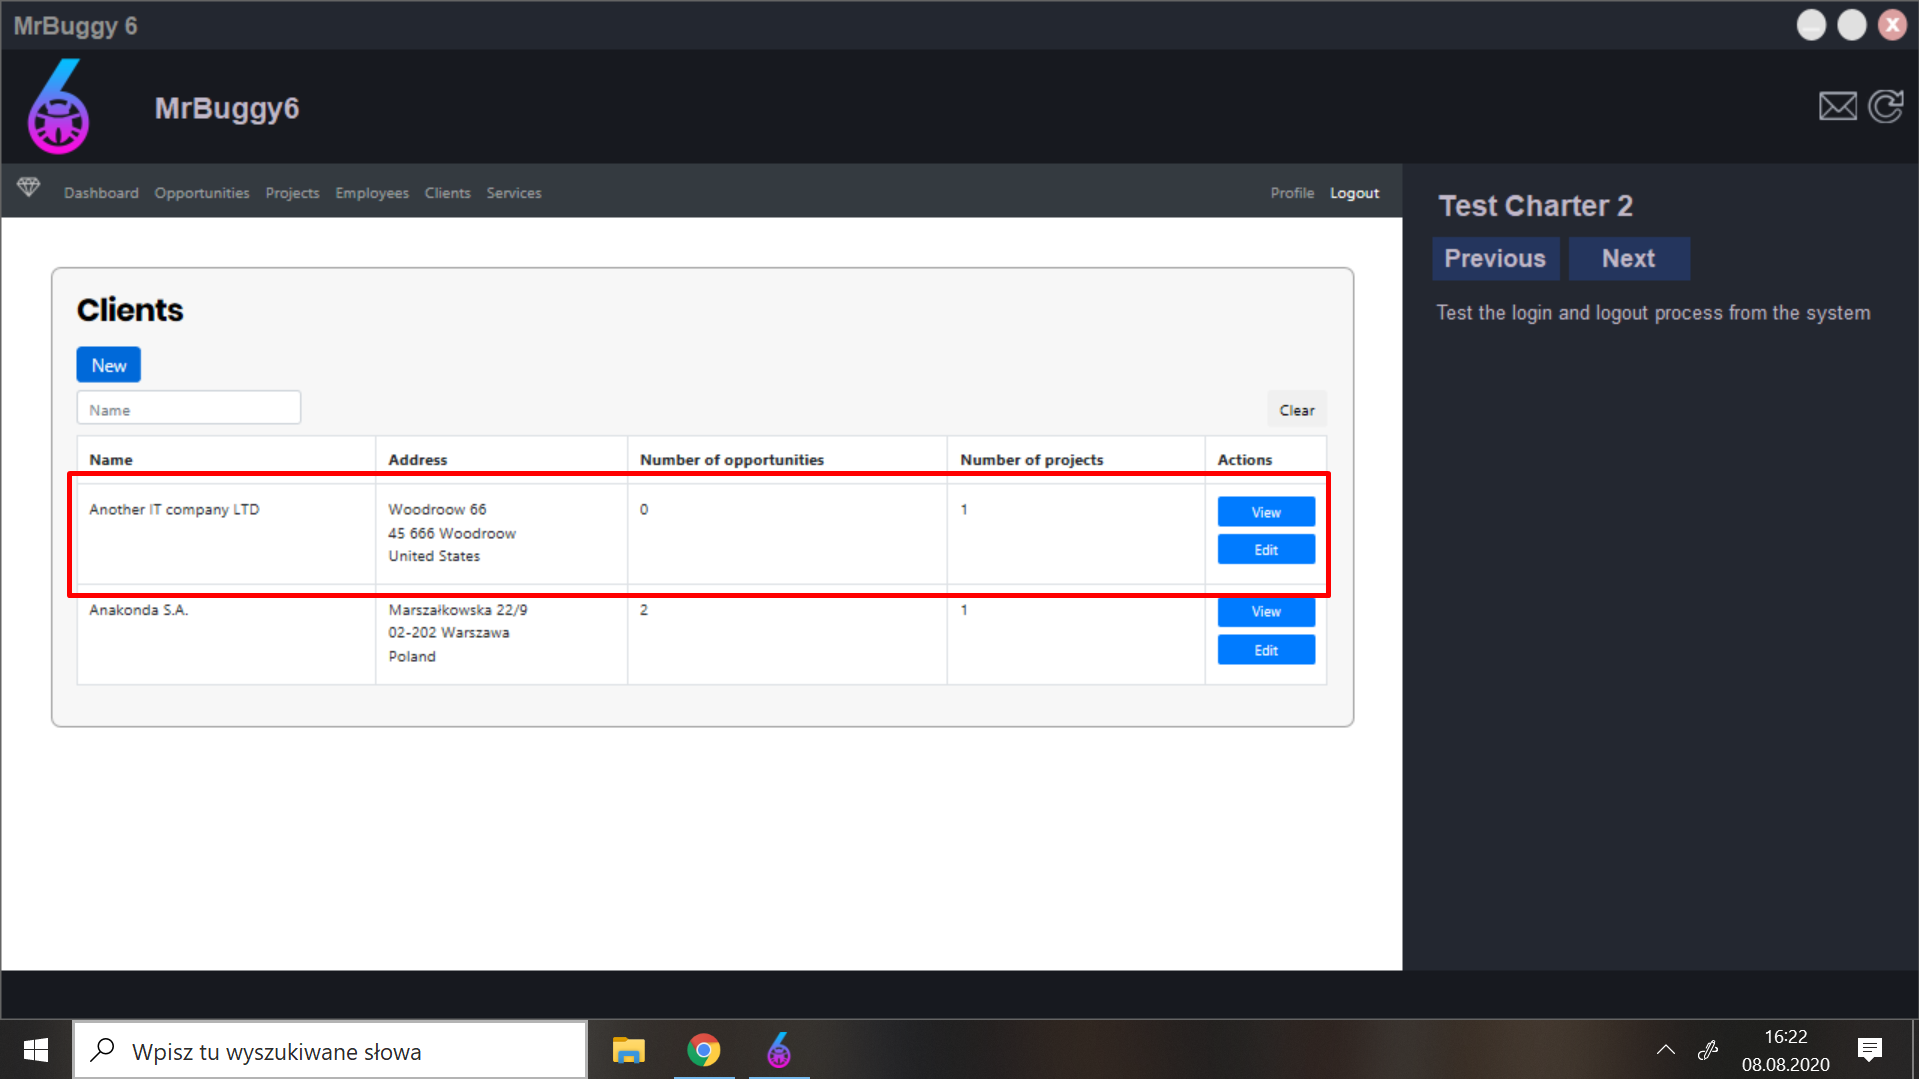 MrBuggy 6
MrBuggy6
Dashboard Opportunities Projects Employees Clients Services Profile Logout
Test Charter 2
Previous Next
Test the login and logout process from the system
Clients
New
Name Clear
Name Address Number of opportunities Number of projects Actions
Another IT company LTD Woodroow 66 0 1 View
45 666 Woodroow
United States Edit
Anakonda S.A. Marszałkowska 22/9 2 1 View
02-202 Warszawa
Poland Edit
Wpisz tu wyszukiwane słowa
16:22
08.08.2020